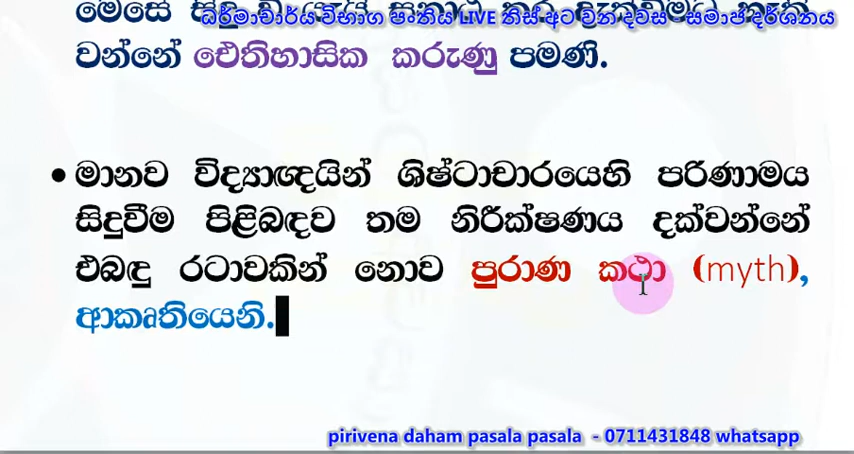 ධර්මාචාර්ය විභාග පංතිය LIVE තිස් අට වන දවස - සමාජ දර්ශනය
මෙසේ
වන්නේ ඓතිහාසික කරුණු පමණි.
• මානව විද්‍යාඥයින් ශිෂ්ටාචාරයෙහි පරිණාමය
සිදුවීම පිළිබඳව තම නිරීක්ෂණය දක්වන්නේ
එබඳු රටාවකින් නොව පුරාණ කථා (myth),
ආකෘතියෙනි.
pirivena daham pasala pasala - 0711431848 whatsapp